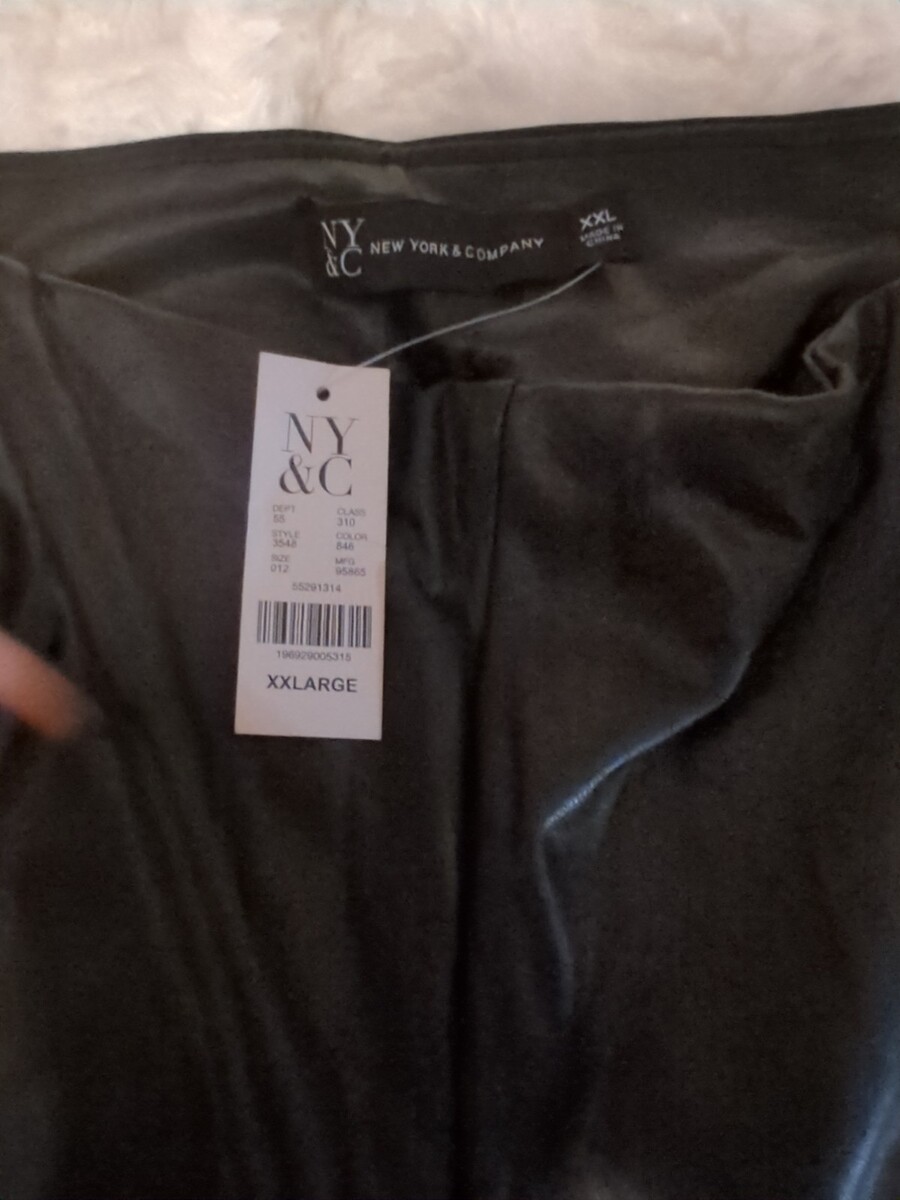 NY
&C
NEW YORK & COMPANY
XXL
MADE IN
CHINA
NY
&C
DEPT CLASS
55 310
STYLE COLOR
3548 846
SIZE MFG
012 95865
55291314
196929005315
XXLARGE